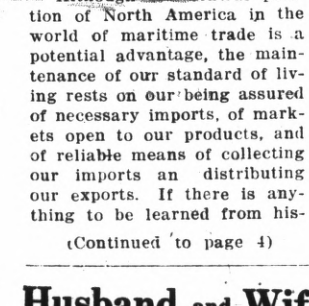 tion of North America in the
world of maritime trade is a
potential advantage, the main-
tenance of ourr standard of liv-
ing rests on our being assured
of necessary imports, of mark-
ets open to our products, and
of reliable means of collecting
our imports an distributing
our exports. If there is any-
thing to be learned from his-
(Continued to page 4)
Husband and Wif